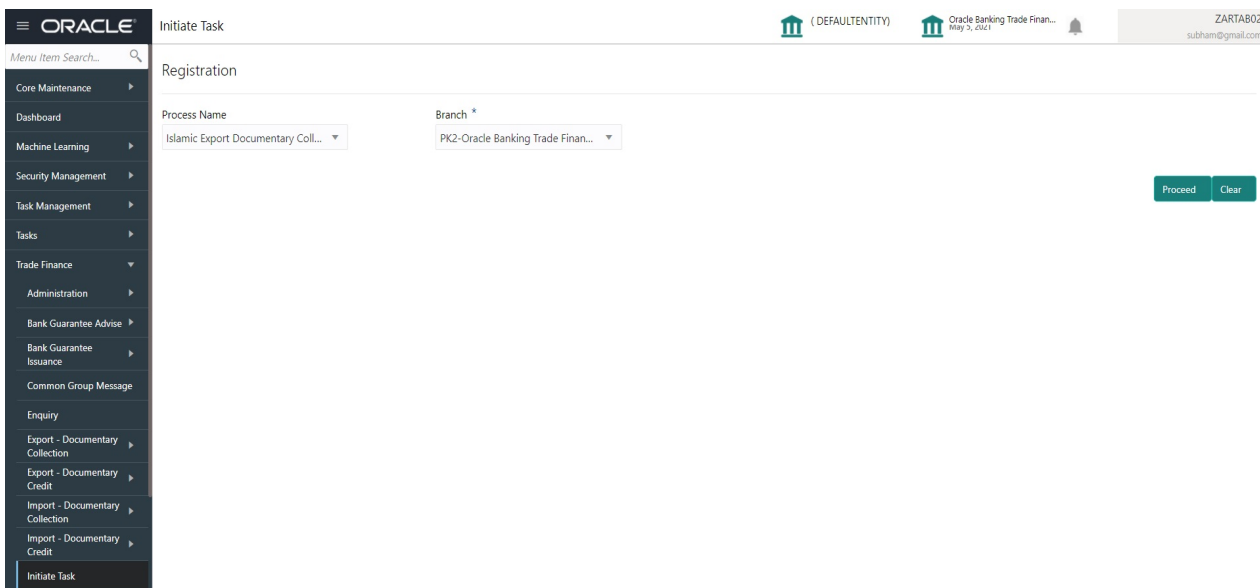 ORACLE
Initiate Task
( DEFAULTENTITY)
Oracle Banking Trade Finan...
May 5, 2021
ZARTAB02
subham@gmail.com
Menu Item Search...
Core Maintenance
Dashboard
Machine Learning
Security Management
Task Management
Tasks
Trade Finance
Administration
Bank Guarantee Advise
Bank Guarantee
Issuance
Common Group Message
Enquiry
Export - Documentary
Collection
Export - Documentary
Credit
Import - Documentary
Collection
Import - Documentary
Credit
Initiate Task
Registration
Process Name
Branch *
Islamic Export Documentary Coll...
PK2-Oracle Banking Trade Finan...
Proceed
Clear